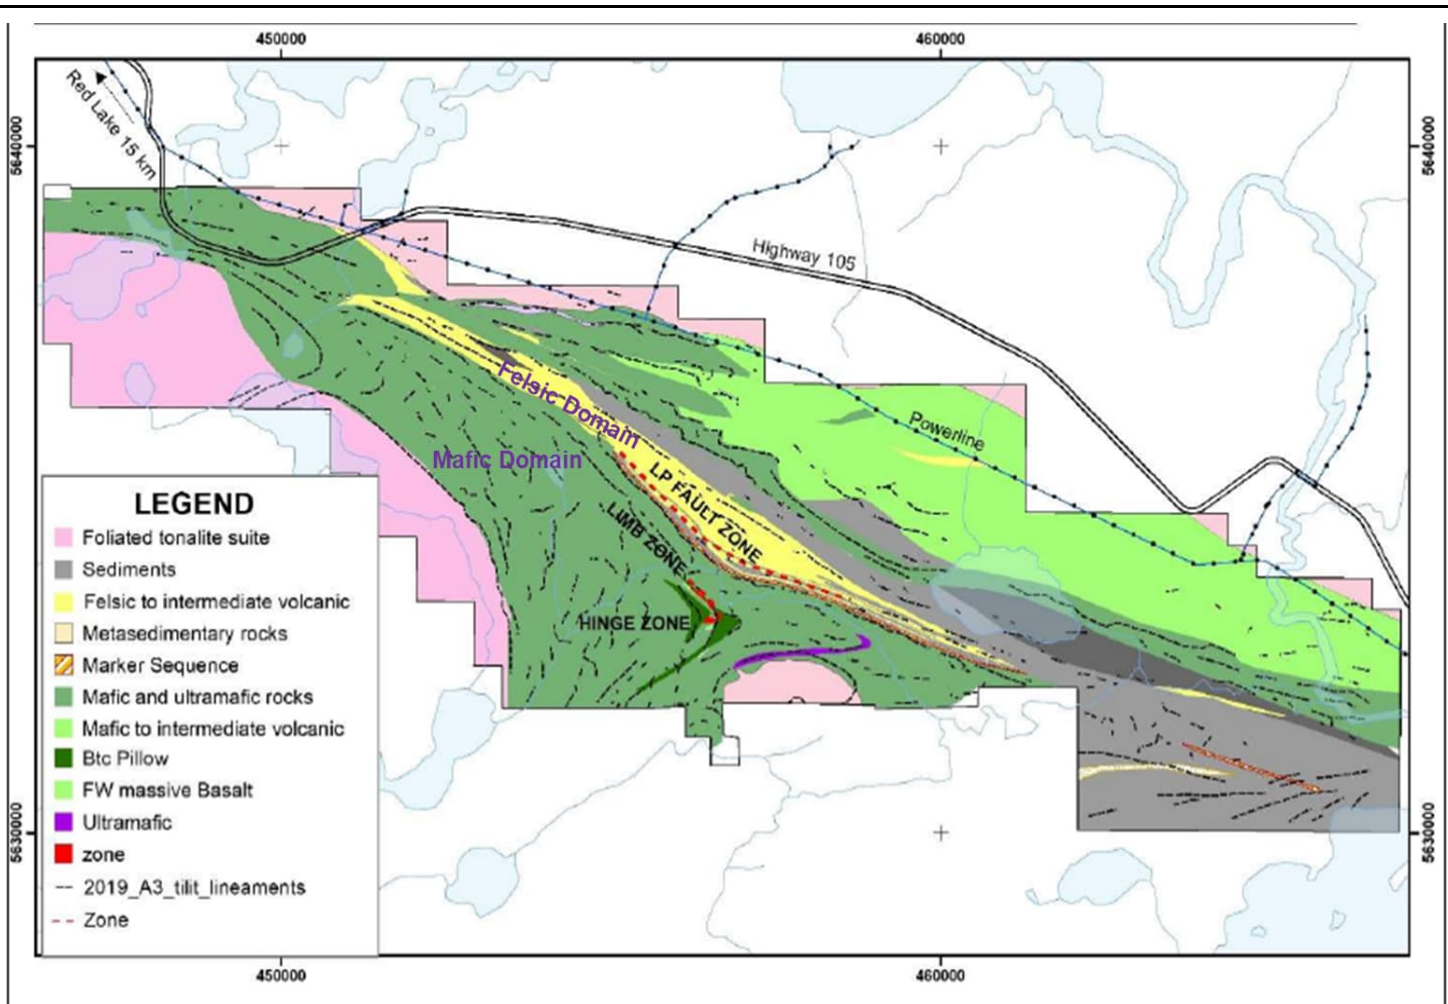 450000
460000
5640000
5640000
Red Lake 15 km
Highway 105
Powerline
Felsic Domain
Mafic Domain
LP FAULT ZONE
LIMB ZONE
HINGE ZONE
LEGEND
Foliated tonalite suite
Sediments
Felsic to intermediate volcanic
Metasedimentary rocks
Marker Sequence
Mafic and ultramafic rocks
Mafic to intermediate volcanic
Btc Pillow
FW massive Basalt
Ultramafic
zone
2019_A3_tilit_lineaments
Zone
5630000
5630000
450000
460000